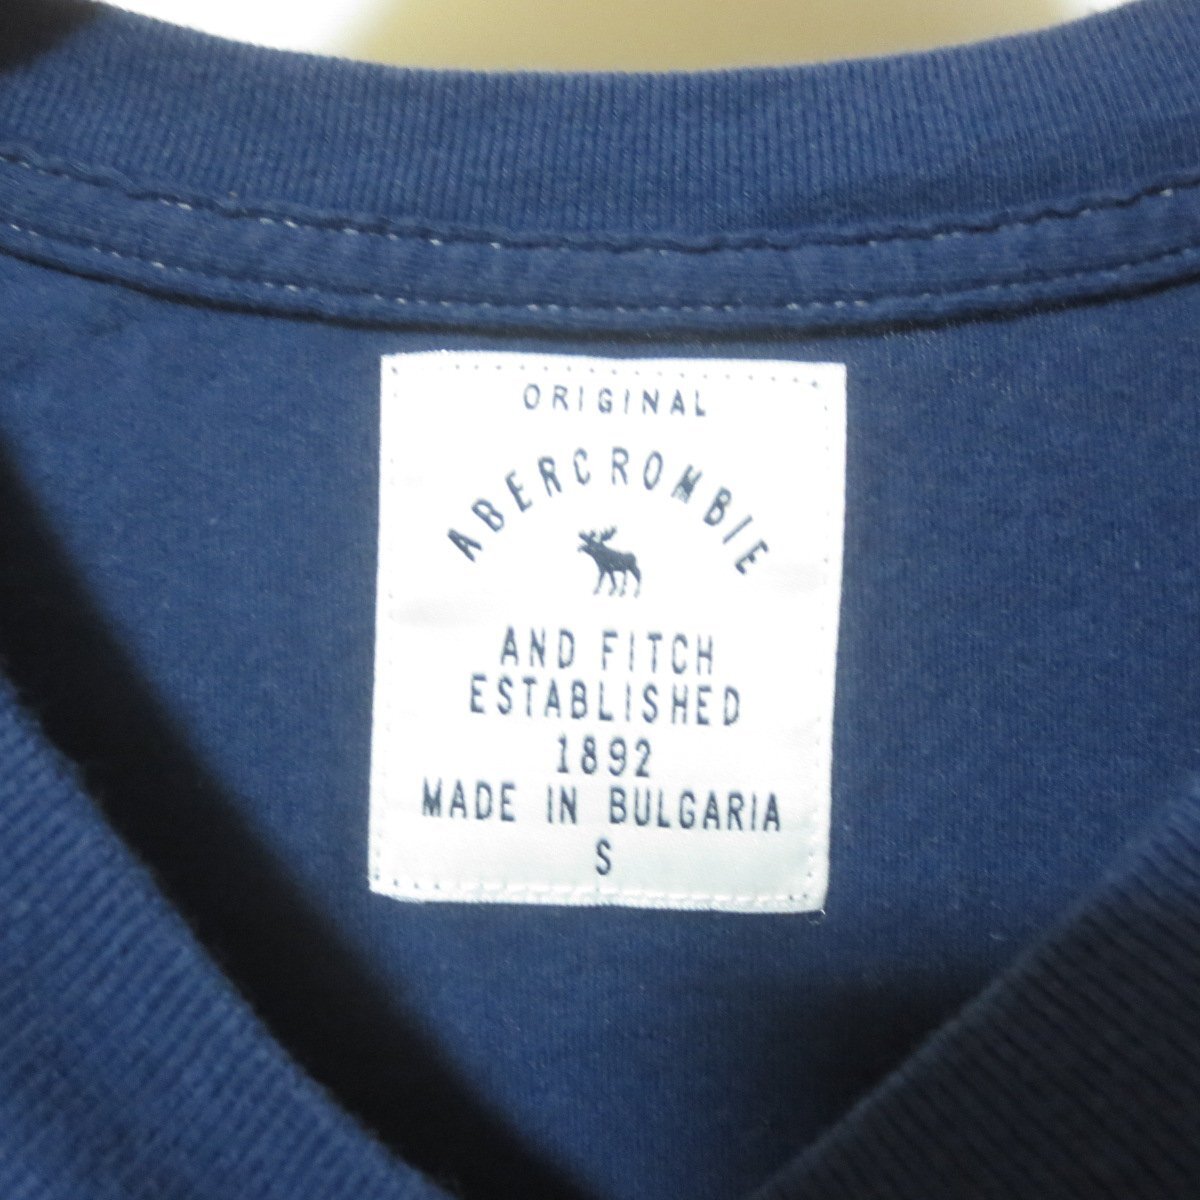 ORIGINAL
ABERCROMBIE
AND FITCH
ESTABLISHED
1892
MADE IN BULGARIA
S